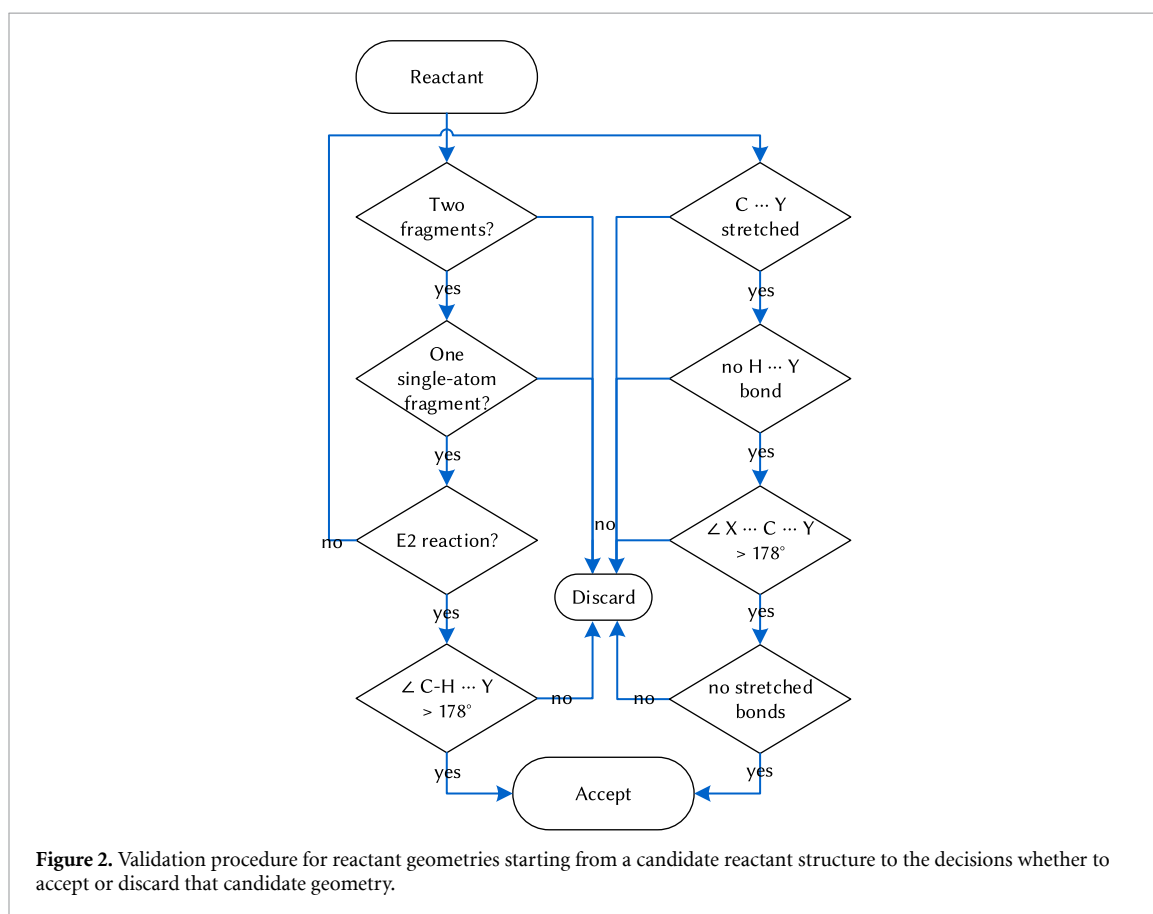 Reactant
Two
fragments?
yes
One
single-atom
fragment?
yes
E2 reaction?
no
yes
∠ C-H ··· Y
> 178°
no
yes
C ··· Y
stretched
yes
no H ··· Y
bond
yes
∠ X ··· C ··· Y
> 178°
no
yes
no stretched
bonds
no
yes
Discard
Accept
Figure 2. Validation procedure for reactant geometries starting from a candidate reactant structure to the decisions whether to
accept or discard that candidate geometry.